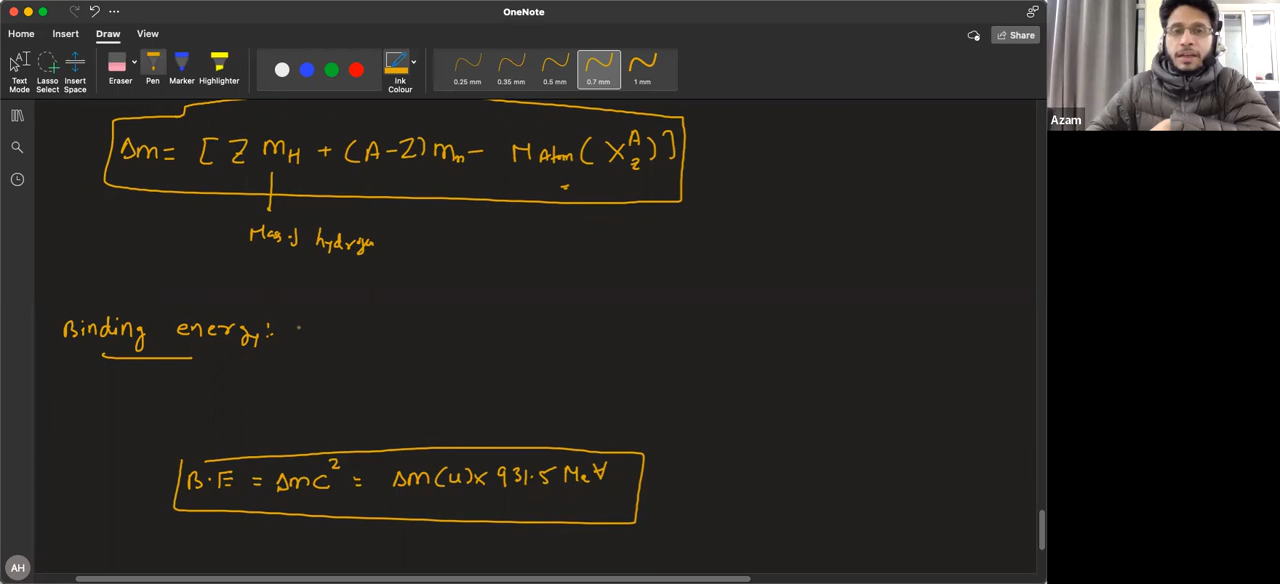 OneNote
Home Insert Draw View
Share
Text Mode
Lasso Select
Insert Space
Eraser
Pen
Marker
Highlighter
Ink Colour
0.25 mm
0.35 mm
0.5 mm
0.7 mm
1 mm
Azam
Δm = [ Z mH + (A-Z) mn - MAtom ( X A Z ) ]
Mass of hydrogen
Binding energy:
B.E = Δmc² = Δm(u) x 931.5 MeV
AH